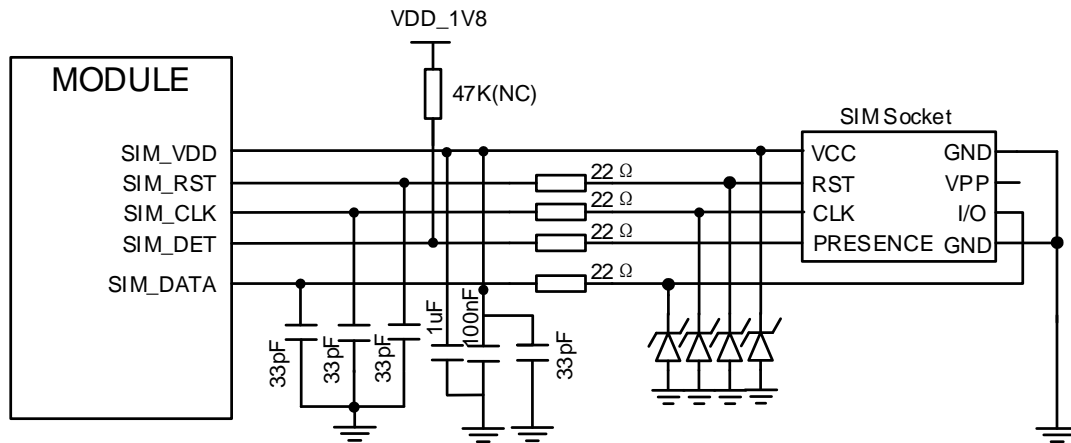 VDD_1V8
MODULE
47K(NC)
SIM Socket
SIM_VDD
SIM_RST
SIM_CLK
SIM_DET
SIM_DATA
22 Ω
22 Ω
22 Ω
22 Ω
VCC GND
RST VPP
CLK I/O
PRESENCE GND
33pF
33pF
33pF
1uF
100nF
33pF